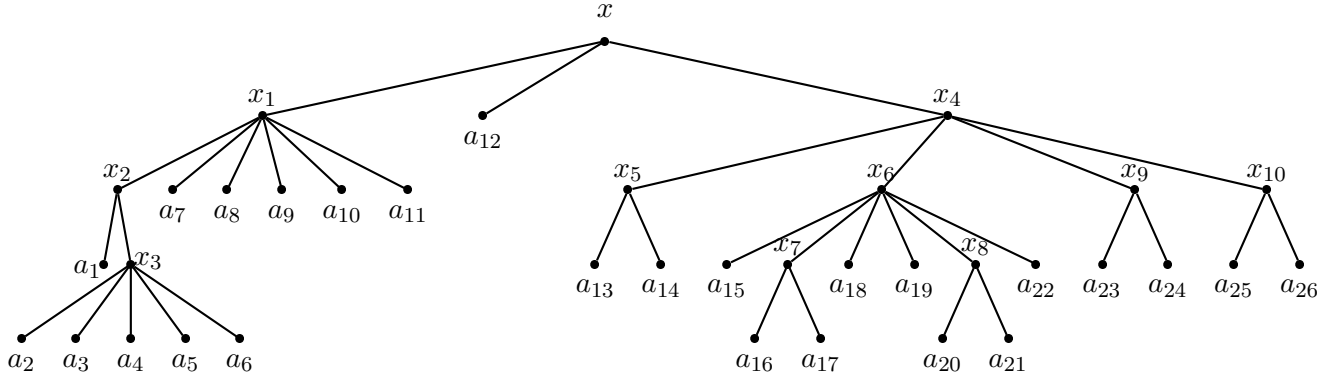 x
x₁
x₄
a₁₂
x₂
x₅
x₆
x₉
x₁₀
a₇ a₈ a₉ a₁₀ a₁₁
x₇
x₈
a₁
x₃
a₁₃ a₁₄ a₁₅ a₁₈ a₁₉ a₂₂ a₂₃ a₂₄ a₂₅ a₂₆
a₂ a₃ a₄ a₅ a₆ a₁₆ a₁₇ a₂₀ a₂₁